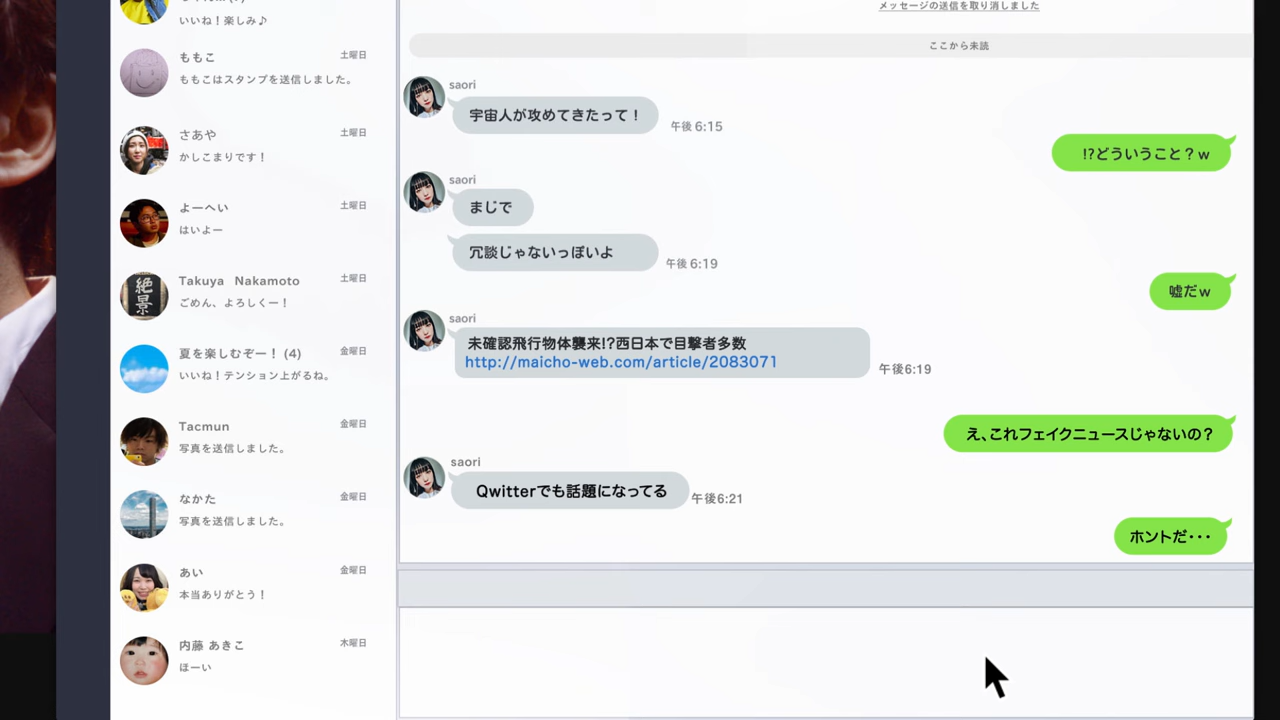 いいね！楽しみ♪
ももこ
土曜日
ももこはスタンプを送信しました。
さあや
土曜日
かしこまりです！
よーへい
土曜日
はいよー
Takuya Nakamoto
土曜日
ごめん、よろしくー！
絶景
夏を楽しむぞー！ (4)
金曜日
いいね！テンション上がるね。
Tacmun
金曜日
写真を送信しました。
なかた
金曜日
写真を送信しました。
あい
金曜日
本当ありがとう！
内藤 あきこ
木曜日
ほーい
メッセージの送信を取り消しました
ここから未読
saori
宇宙人が攻めてきたって！
午後 6:15
!?どういうこと？ｗ
saori
まじで
冗談じゃないっぽいよ
午後 6:19
嘘だｗ
saori
未確認飛行物体襲来!?西日本で目撃者多数
http://maicho-web.com/article/2083071
午後6:19
え、これフェイクニュースじゃないの？
saori
Qwitterでも話題になってる
午後6:21
ホントだ･･･